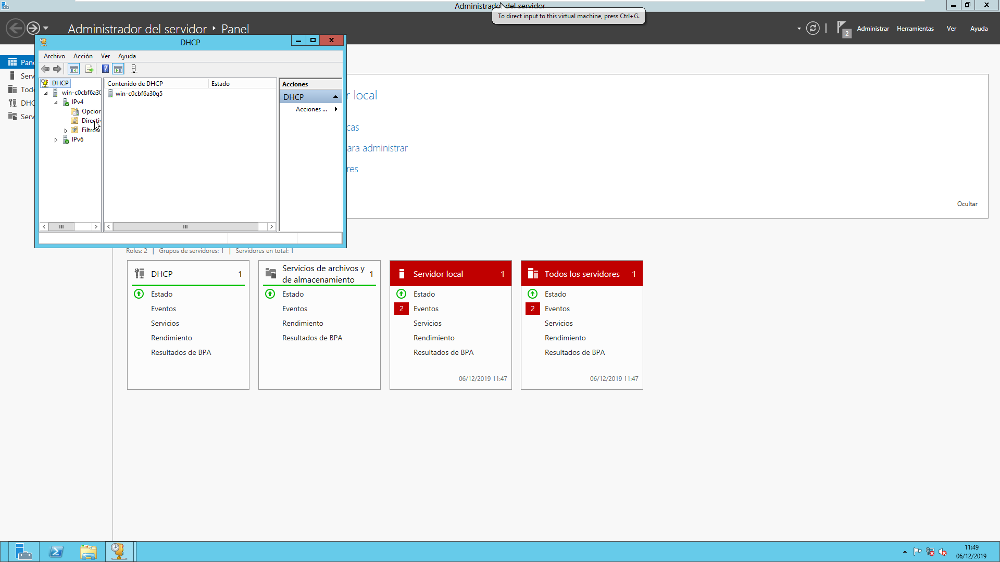 Administrador del servidor
To direct input to this virtual machine, press Ctrl+G.
Administrador del servidor ‣ Panel
2
Administrar Herramientas Ver Ayuda
DHCP
Archivo Acción Ver Ayuda
DHCP
win-c0cbf6a30
IPv4
Opcior
Directiv
Filtros
IPv6
Contenido de DHCP Estado
win-c0cbf6a30g5
Acciones
DHCP
Acciones ...
Pane
Serv
Todo
DHC
Serv
r local
cas
ara administrar
res
Ocultar
Roles: 2 | Grupos de servidores: 1 | Servidores en total: 1
DHCP 1
Estado
Eventos
Servicios
Rendimiento
Resultados de BPA
Servicios de archivos y
de almacenamiento
1
Estado
Eventos
Rendimiento
Resultados de BPA
Servidor local 1
Estado
2 Eventos
Servicios
Rendimiento
Resultados de BPA
06/12/2019 11:47
Todos los servidores 1
Estado
2 Eventos
Servicios
Rendimiento
Resultados de BPA
06/12/2019 11:47
11:49
06/12/2019